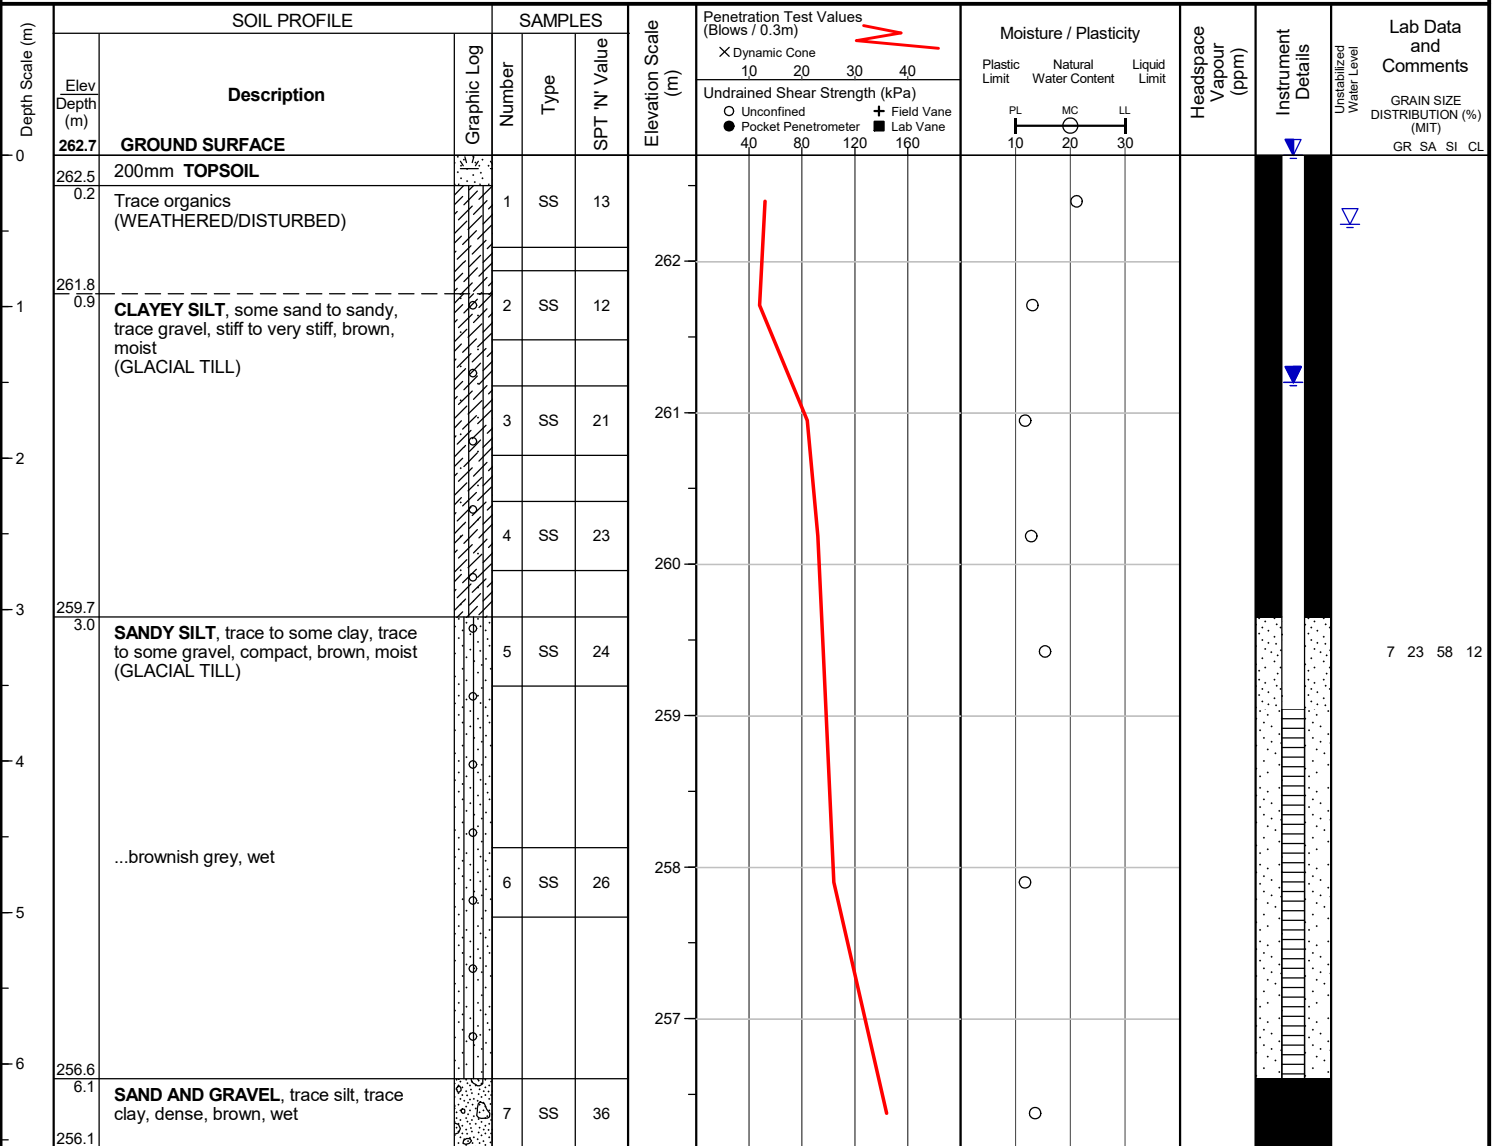 SOIL PROFILE
SAMPLES
Depth Scale (m)
Elev
Depth
(m)
Description
Graphic Log
Number
Type
SPT 'N' Value
Elevation Scale
(m)
Penetration Test Values
(Blows / 0.3m)
Dynamic Cone
10 20 30 40
Undrained Shear Strength (kPa)
Unconfined
Field Vane
Pocket Penetrometer
Lab Vane
40 80 120 160
Moisture / Plasticity
Plastic
Limit
Natural
Water Content
Liquid
Limit
PL MC LL
10 20 30
Headspace
Vapour
(ppm)
Instrument
Details
Unstabilized
Water Level
Lab Data
and
Comments
GRAIN SIZE
DISTRIBUTION (%)
(MIT)
GR SA SI CL
262.7 GROUND SURFACE
0
200mm TOPSOIL
262.5
0.2
Trace organics
(WEATHERED/DISTURBED)
1 SS 13
262
261.8
0.9
1
CLAYEY SILT, some sand to sandy,
trace gravel, stiff to very stiff, brown,
moist
(GLACIAL TILL)
2 SS 12
261
3 SS 21
2
4 SS 23
260
3
259.7
3.0
SANDY SILT, trace to some clay, trace
to some gravel, compact, brown, moist
(GLACIAL TILL)
5 SS 24
7 23 58 12
259
4
...brownish grey, wet
258
6 SS 26
5
257
6
256.6
6.1
SAND AND GRAVEL, trace silt, trace
clay, dense, brown, wet
7 SS 36
256.1